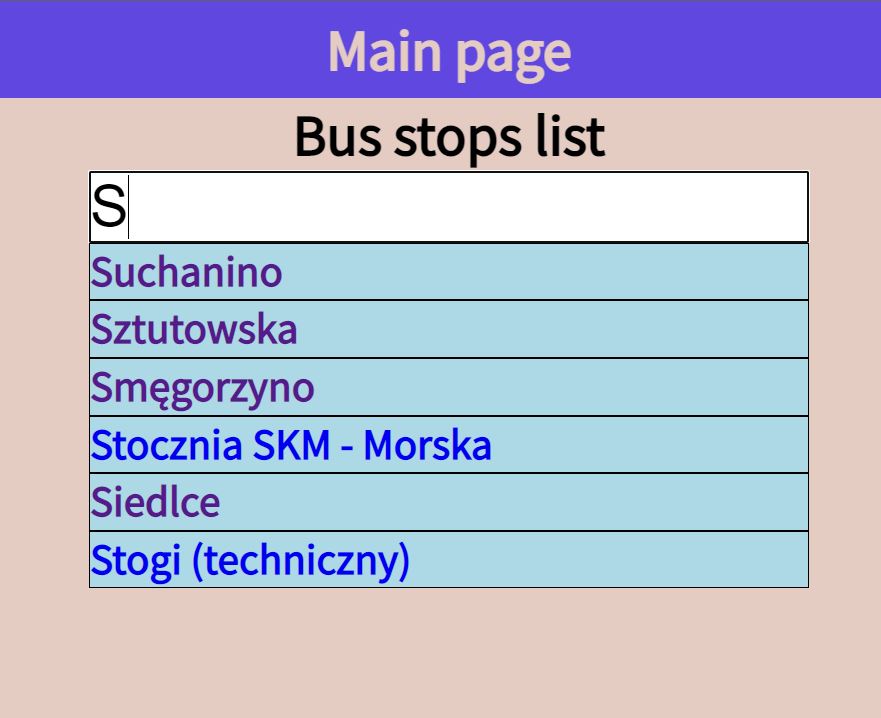 Main page
Bus stops list
S
Suchanino
Sztutowska
Smęgorzyno
Stocznia SKM - Morska
Siedlce
Stogi (techniczny)